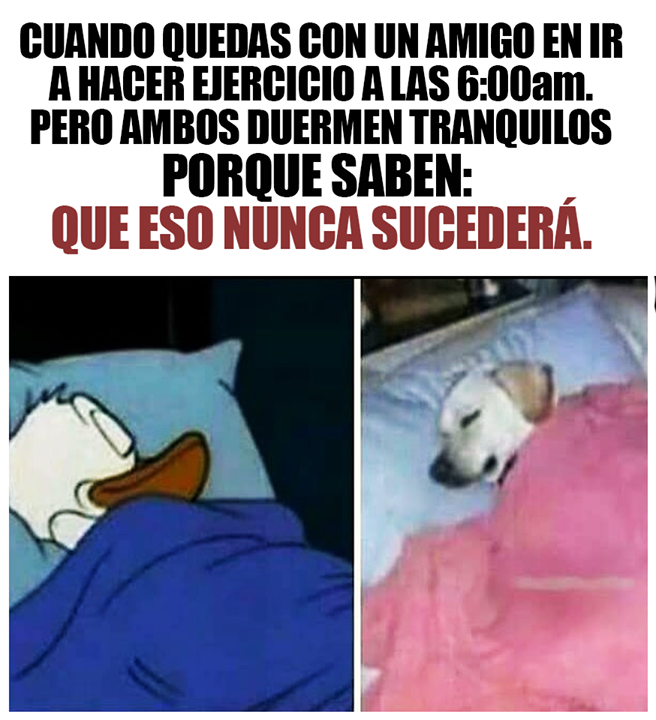 CUANDO QUEDAS CON UN AMIGO EN IR
A HACER EJERCICIO A LAS 6:00am.
PERO AMBOS DUERMEN TRANQUILOS
PORQUE SABEN:
QUE ESO NUNCA SUCEDERÁ.